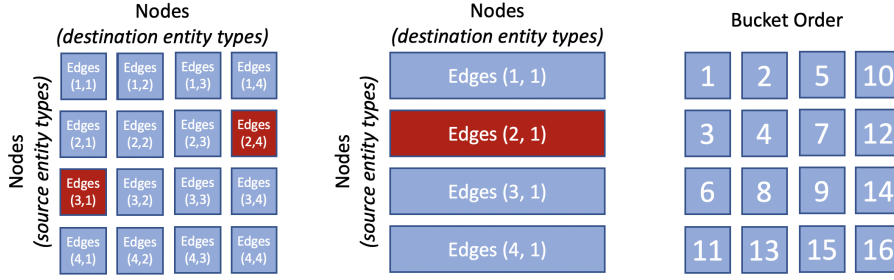 Nodes
(destination entity types)
Nodes
(source entity types)
Edges
(1,1)
Edges
(1,2)
Edges
(1,3)
Edges
(1,4)
Edges
(2,1)
Edges
(2,2)
Edges
(2,3)
Edges
(2,4)
Edges
(3,1)
Edges
(3,2)
Edges
(3,3)
Edges
(3,4)
Edges
(4,1)
Edges
(4,2)
Edges
(4,3)
Edges
(4,4)
Nodes
(destination entity types)
Nodes
(source entity types)
Edges (1, 1)
Edges (2, 1)
Edges (3, 1)
Edges (4, 1)
Bucket Order
1 2 5 10
3 4 7 12
6 8 9 14
11 13 15 16